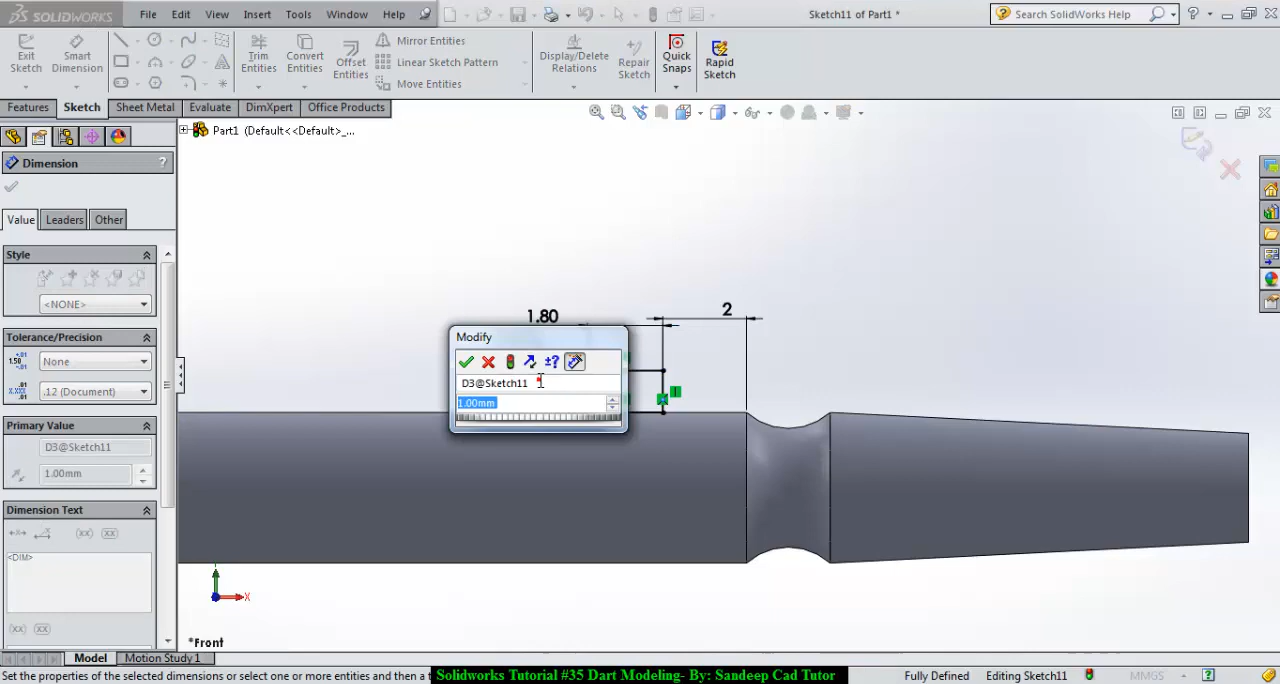 SOLIDWORKS File Edit View Insert Tools Window Help Sketch11 of Part1 * Search SolidWorks Help
Exit Sketch
Smart Dimension
Trim Entities
Convert Entities
Offset Entities
Mirror Entities
Linear Sketch Pattern
Move Entities
Display/Delete Relations
Repair Sketch
Quick Snaps
Rapid Sketch
Features Sketch Sheet Metal Evaluate DimXpert Office Products
Part1 (Default<<Default>_...
Dimension ?
Value Leaders Other
Style
<NONE>
Tolerance/Precision
None
.12 (Document)
Primary Value
D3@Sketch11
1.00mm
Dimension Text
<DIM>
1.80
2
Modify
D3@Sketch11
1.00mm
X
*Front
Model Motion Study 1
Set the properties of the selected dimensions or select one or more entities and then a t
Solidworks Tutorial #35 Dart Modeling- By: Sandeep Cad Tutor
Fully Defined Editing Sketch11 MMGS